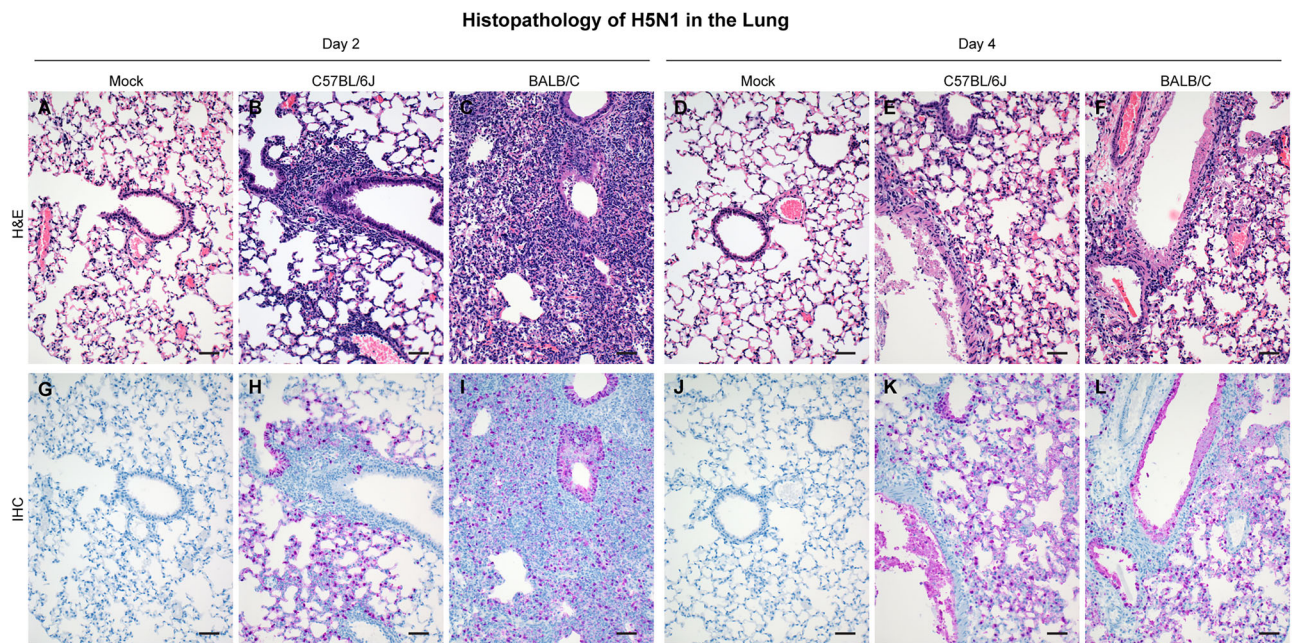 Histopathology of H5N1 in the Lung
Day 2 Day 4
Mock C57BL/6J BALB/C Mock C57BL/6J BALB/C
A B C D E F
H&E
G H I J K L
IHC